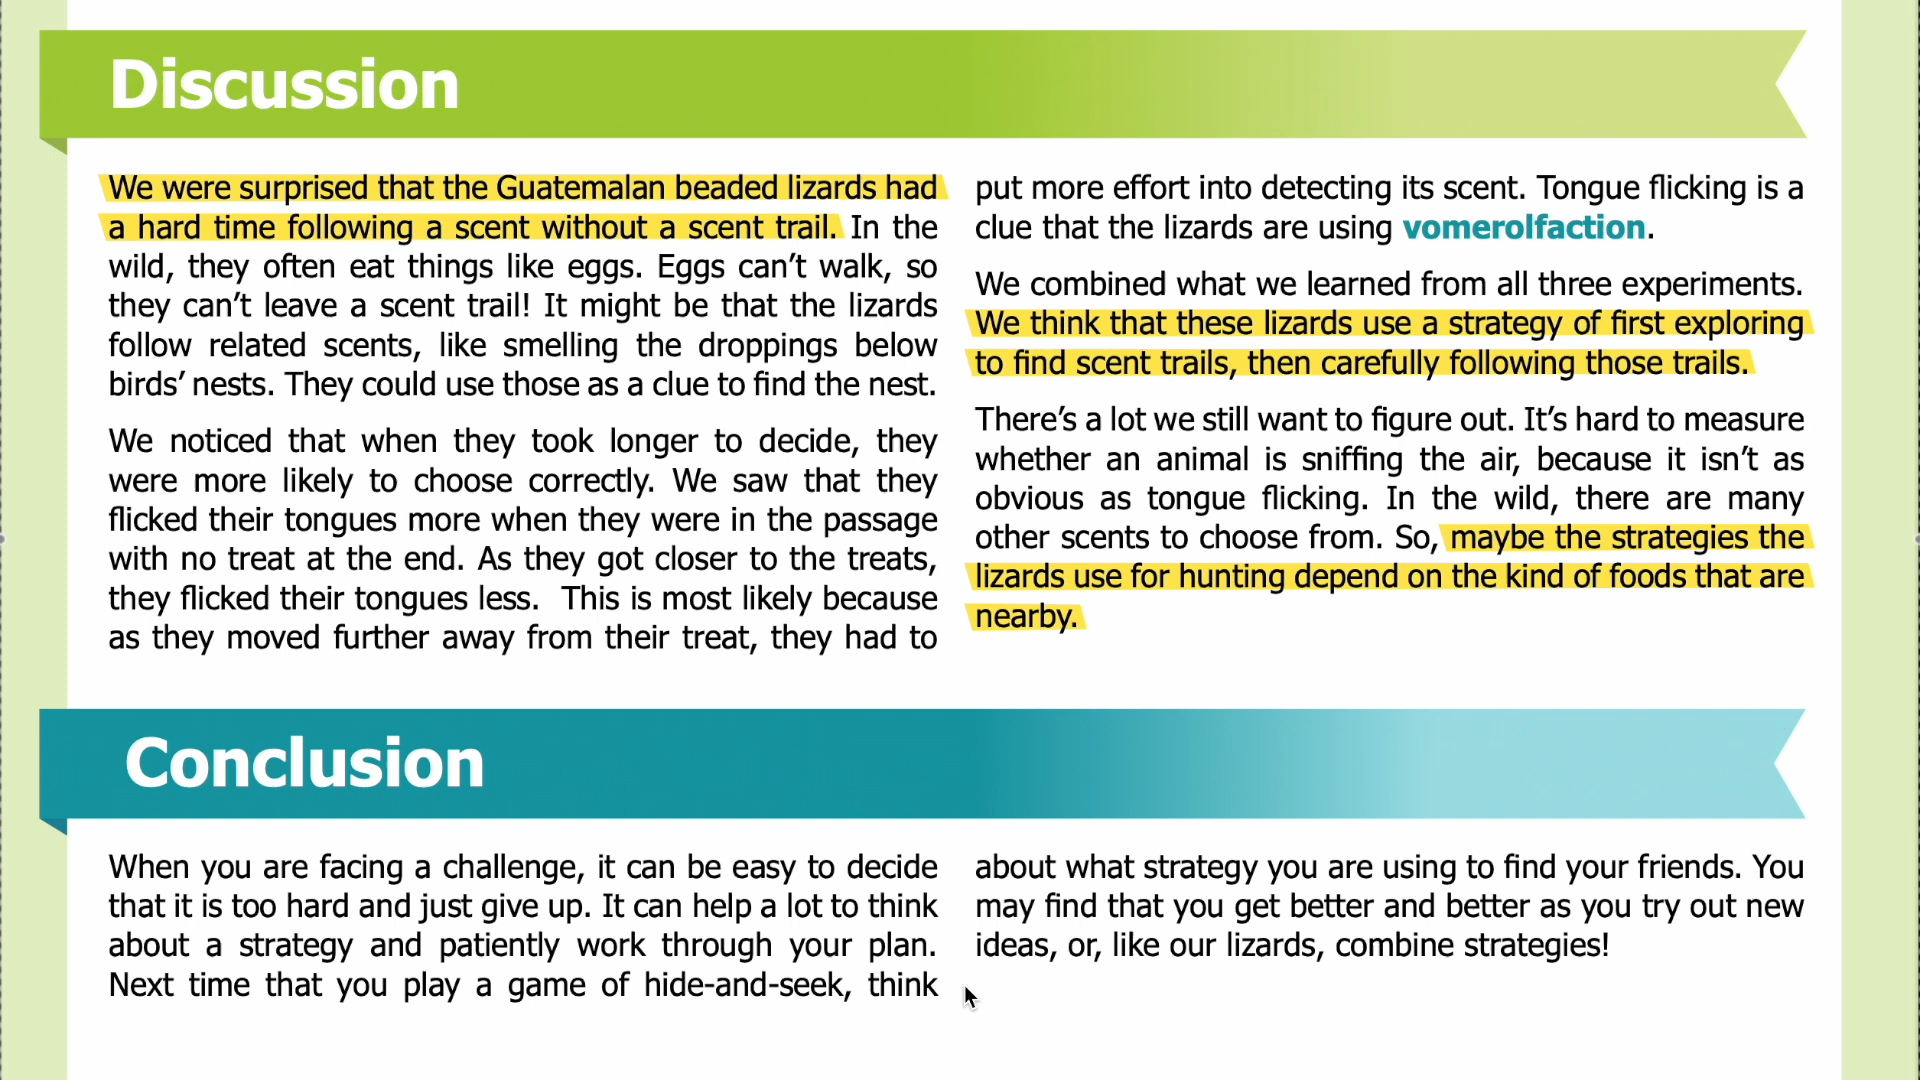 Discussion
We were surprised that the Guatemalan beaded lizards had
a hard time following a scent without a scent trail. In the
wild, they often eat things like eggs. Eggs can’t walk, so
they can’t leave a scent trail! It might be that the lizards
follow related scents, like smelling the droppings below
birds’ nests. They could use those as a clue to find the nest.
We noticed that when they took longer to decide, they
were more likely to choose correctly. We saw that they
flicked their tongues more when they were in the passage
with no treat at the end. As they got closer to the treats,
they flicked their tongues less. This is most likely because
as they moved further away from their treat, they had to
put more effort into detecting its scent. Tongue flicking is a
clue that the lizards are using vomerolfaction.
We combined what we learned from all three experiments.
We think that these lizards use a strategy of first exploring
to find scent trails, then carefully following those trails.
There’s a lot we still want to figure out. It’s hard to measure
whether an animal is sniffing the air, because it isn’t as
obvious as tongue flicking. In the wild, there are many
other scents to choose from. So, maybe the strategies the
lizards use for hunting depend on the kind of foods that are
nearby.
Conclusion
When you are facing a challenge, it can be easy to decide
that it is too hard and just give up. It can help a lot to think
about a strategy and patiently work through your plan.
Next time that you play a game of hide-and-seek, think
about what strategy you are using to find your friends. You
may find that you get better and better as you try out new
ideas, or, like our lizards, combine strategies!